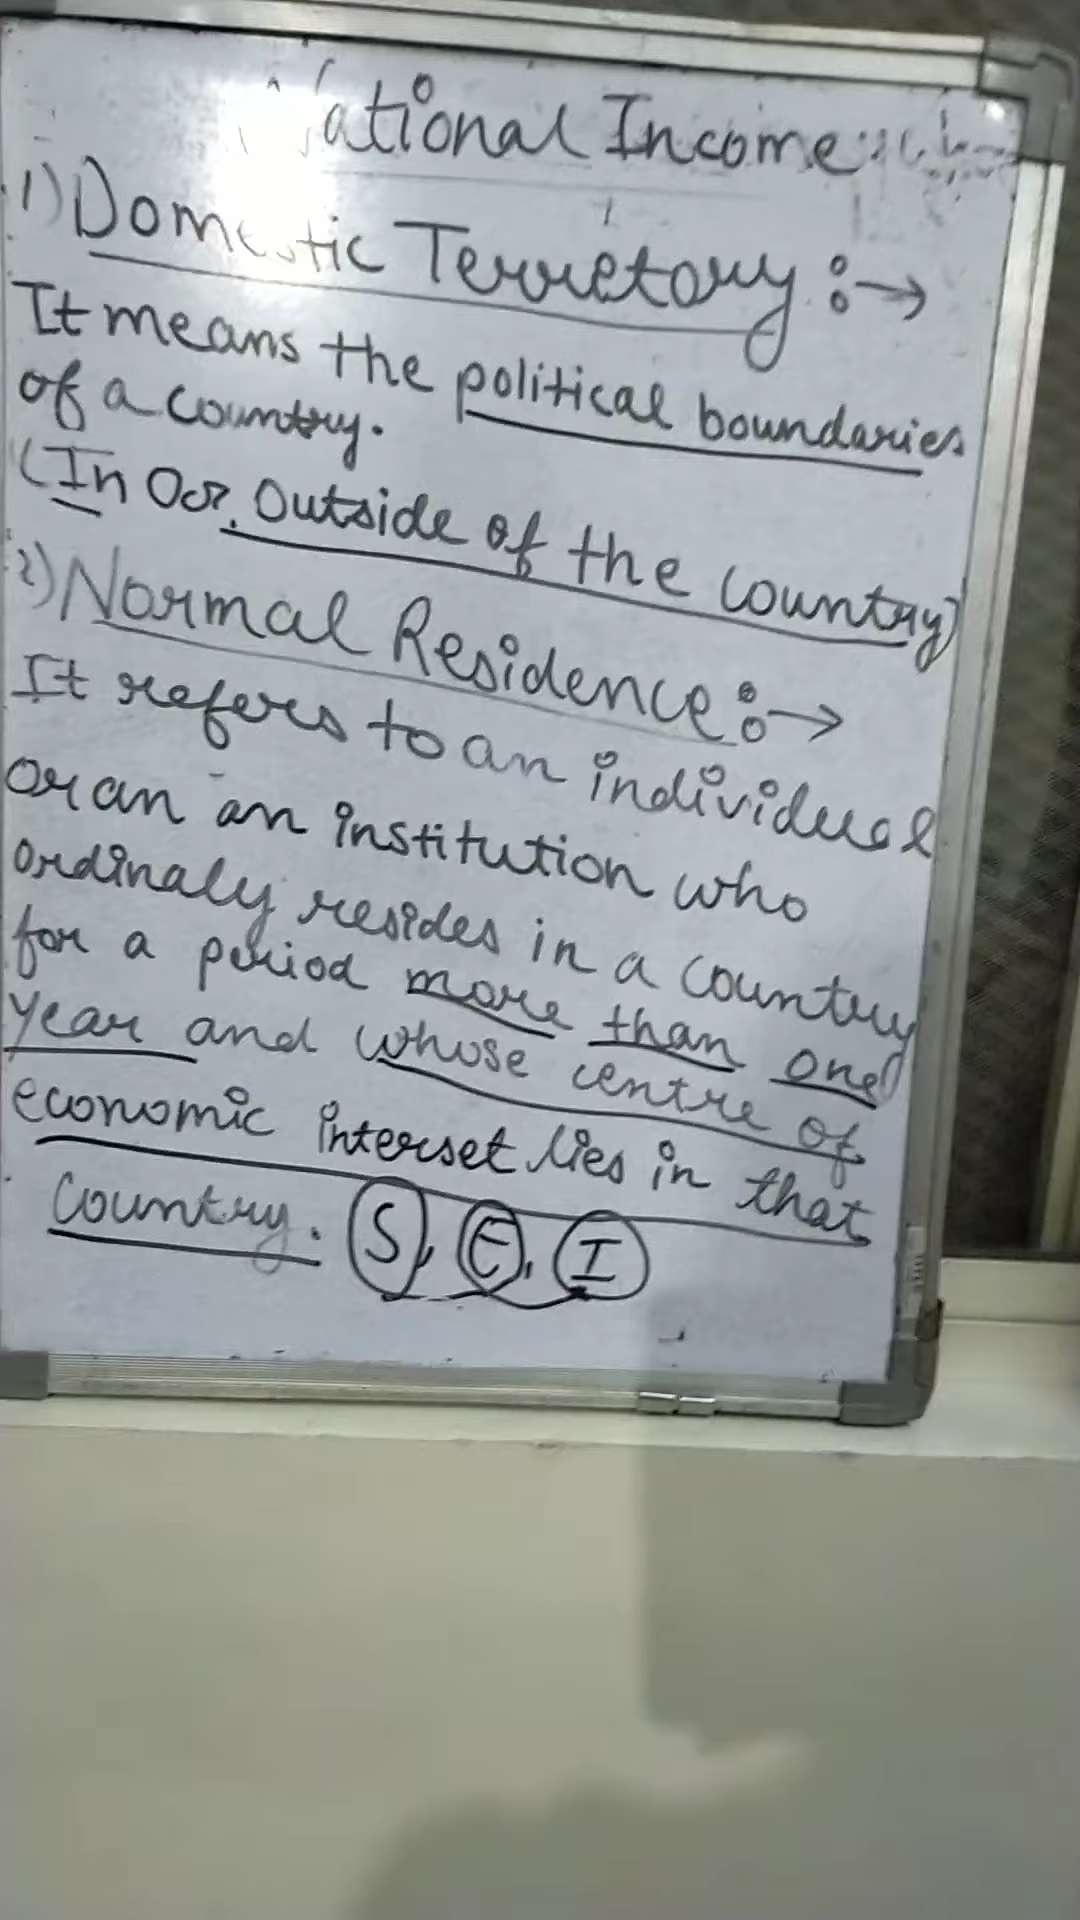 National Income
1) Domestic Terretory :→
It means the political boundaries
of a country.
(In Or, Outside of the country)
2) Normal Residence :→
It refers to an individual
or an an institution who
ordinaly resides in a country
for a period more than one
year and whose centre of
economic interset lies in that
country. S, E, I